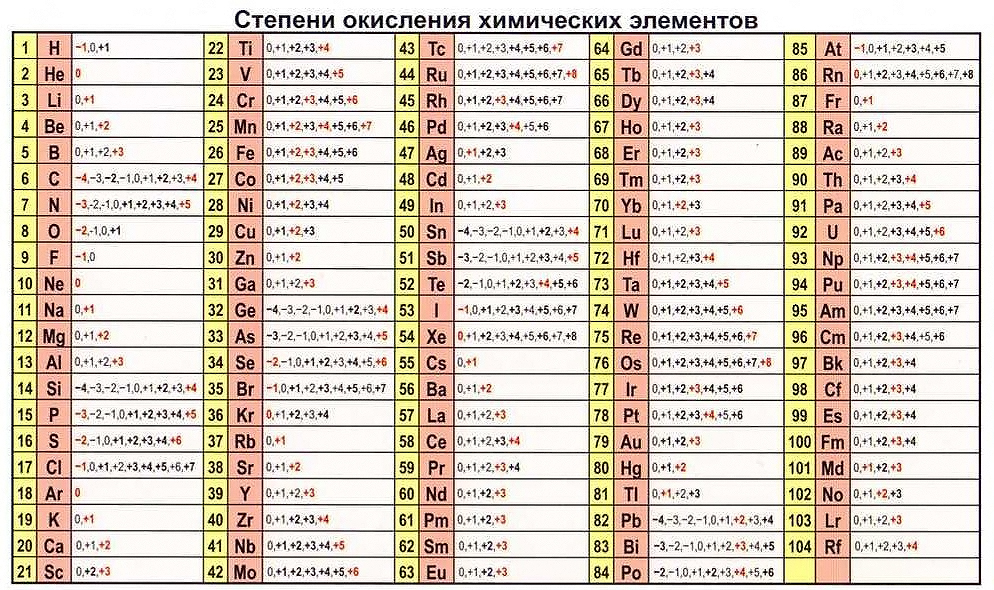 Степени окисления химических элементов
1 H −1,0,+1
2 He 0
3 Li 0,+1
4 Be 0,+1,+2
5 B 0,+1,+2,+3
6 C −4,−3,−2,−1,0,+1,+2,+3,+4
7 N −3,-2,-1,0,+1,+2,+3,+4,+5
8 O −2,-1,0,+1
9 F −1,0
10 Ne 0
11 Na 0,+1
12 Mg 0,+1,+2
13 Al 0,+1,+2,+3
14 Si −4,−3,−2,−1,0,+1,+2,+3,+4
15 P −3,−2,−1,0,+1,+2,+3,+4,+5
16 S −2,−1,0,+1,+2,+3,+4,+6
17 Cl −1,0,+1,+2,+3,+4,+5,+6,+7
18 Ar 0
19 K 0,+1
20 Ca 0,+1,+2
21 Sc 0,+2,+3
22 Ti 0,+1,+2,+3,+4
23 V 0,+1,+2,+3,+4,+5
24 Cr 0,+1,+2,+3,+4,+5,+6
25 Mn 0,+1,+2,+3,+4,+5,+6,+7
26 Fe 0,+1,+2,+3,+4,+5,+6
27 Co 0,+1,+2,+3,+4,+5
28 Ni 0,+1,+2,+3,+4
29 Cu 0,+1,+2,+3
30 Zn 0,+1,+2
31 Ga 0,+1,+2,+3
32 Ge −4,−3,−2,−1,0,+1,+2,+3,+4
33 As −3,−2,−1,0,+1,+2,+3,+4,+5
34 Se −2,−1,0,+1,+2,+3,+4,+5,+6
35 Br −1,0,+1,+2,+3,+4,+5,+6,+7
36 Kr 0,+1,+2,+3,+4
37 Rb 0,+1
38 Sr 0,+1,+2
39 Y 0,+1,+2,+3
40 Zr 0,+1,+2,+3,+4
41 Nb 0,+1,+2,+3,+4,+5
42 Mo 0,+1,+2,+3,+4,+5,+6
43 Tc 0,+1,+2,+3,+4,+5,+6,+7
44 Ru 0,+1,+2,+3,+4,+5,+6,+7,+8
45 Rh 0,+1,+2,+3,+4,+5,+6,+7
46 Pd 0,+1,+2,+3,+4,+5,+6
47 Ag 0,+1,+2,+3
48 Cd 0,+1,+2
49 In 0,+1,+2,+3
50 Sn −4,−3,−2,−1,0,+1,+2,+3,+4
51 Sb −3,−2,−1,0,+1,+2,+3,+4,+5
52 Te −2,−1,0,+1,+2,+3,+4,+5,+6
53 I −1,0,+1,+2,+3,+4,+5,+6,+7
54 Xe 0,+1,+2,+3,+4,+5,+6,+7,+8
55 Cs 0,+1
56 Ba 0,+1,+2
57 La 0,+1,+2,+3
58 Ce 0,+1,+2,+3,+4
59 Pr 0,+1,+2,+3,+4
60 Nd 0,+1,+2,+3
61 Pm 0,+1,+2,+3
62 Sm 0,+1,+2,+3
63 Eu 0,+1,+2,+3
64 Gd 0,+1,+2,+3
65 Tb 0,+1,+2,+3,+4
66 Dy 0,+1,+2,+3,+4
67 Ho 0,+1,+2,+3
68 Er 0,+1,+2,+3
69 Tm 0,+1,+2,+3
70 Yb 0,+1,+2,+3
71 Lu 0,+1,+2,+3
72 Hf 0,+1,+2,+3,+4
73 Ta 0,+1,+2,+3,+4,+5
74 W 0,+1,+2,+3,+4,+5,+6
75 Re 0,+1,+2,+3,+4,+5,+6,+7
76 Os 0,+1,+2,+3,+4,+5,+6,+7,+8
77 Ir 0,+1,+2,+3,+4,+5,+6
78 Pt 0,+1,+2,+3,+4,+5,+6
79 Au 0,+1,+2,+3
80 Hg 0,+1,+2
81 Tl 0,+1,+2,+3
82 Pb −4,−3,−2,−1,0,+1,+2,+3,+4
83 Bi −3,−2,−1,0,+1,+2,+3,+4,+5
84 Po −2,−1,0,+1,+2,+3,+4,+5,+6
85 At −1,0,+1,+2,+3,+4,+5
86 Rn 0,+1,+2,+3,+4,+5,+6,+7,+8
87 Fr 0,+1
88 Ra 0,+1,+2
89 Ac 0,+1,+2,+3
90 Th 0,+1,+2,+3,+4
91 Pa 0,+1,+2,+3,+4,+5
92 U 0,+1,+2,+3,+4,+5,+6
93 Np 0,+1,+2,+3,+4,+5,+6,+7
94 Pu 0,+1,+2,+3,+4,+5,+6,+7
95 Am 0,+1,+2,+3,+4,+5,+6,+7
96 Cm 0,+1,+2,+3,+4,+5,+6
97 Bk 0,+1,+2,+3,+4
98 Cf 0,+1,+2,+3,+4
99 Es 0,+1,+2,+3,+4
100 Fm 0,+1,+2,+3,+4
101 Md 0,+1,+2,+3
102 No 0,+1,+2,+3
103 Lr 0,+1,+2,+3
104 Rf 0,+1,+2,+3,+4